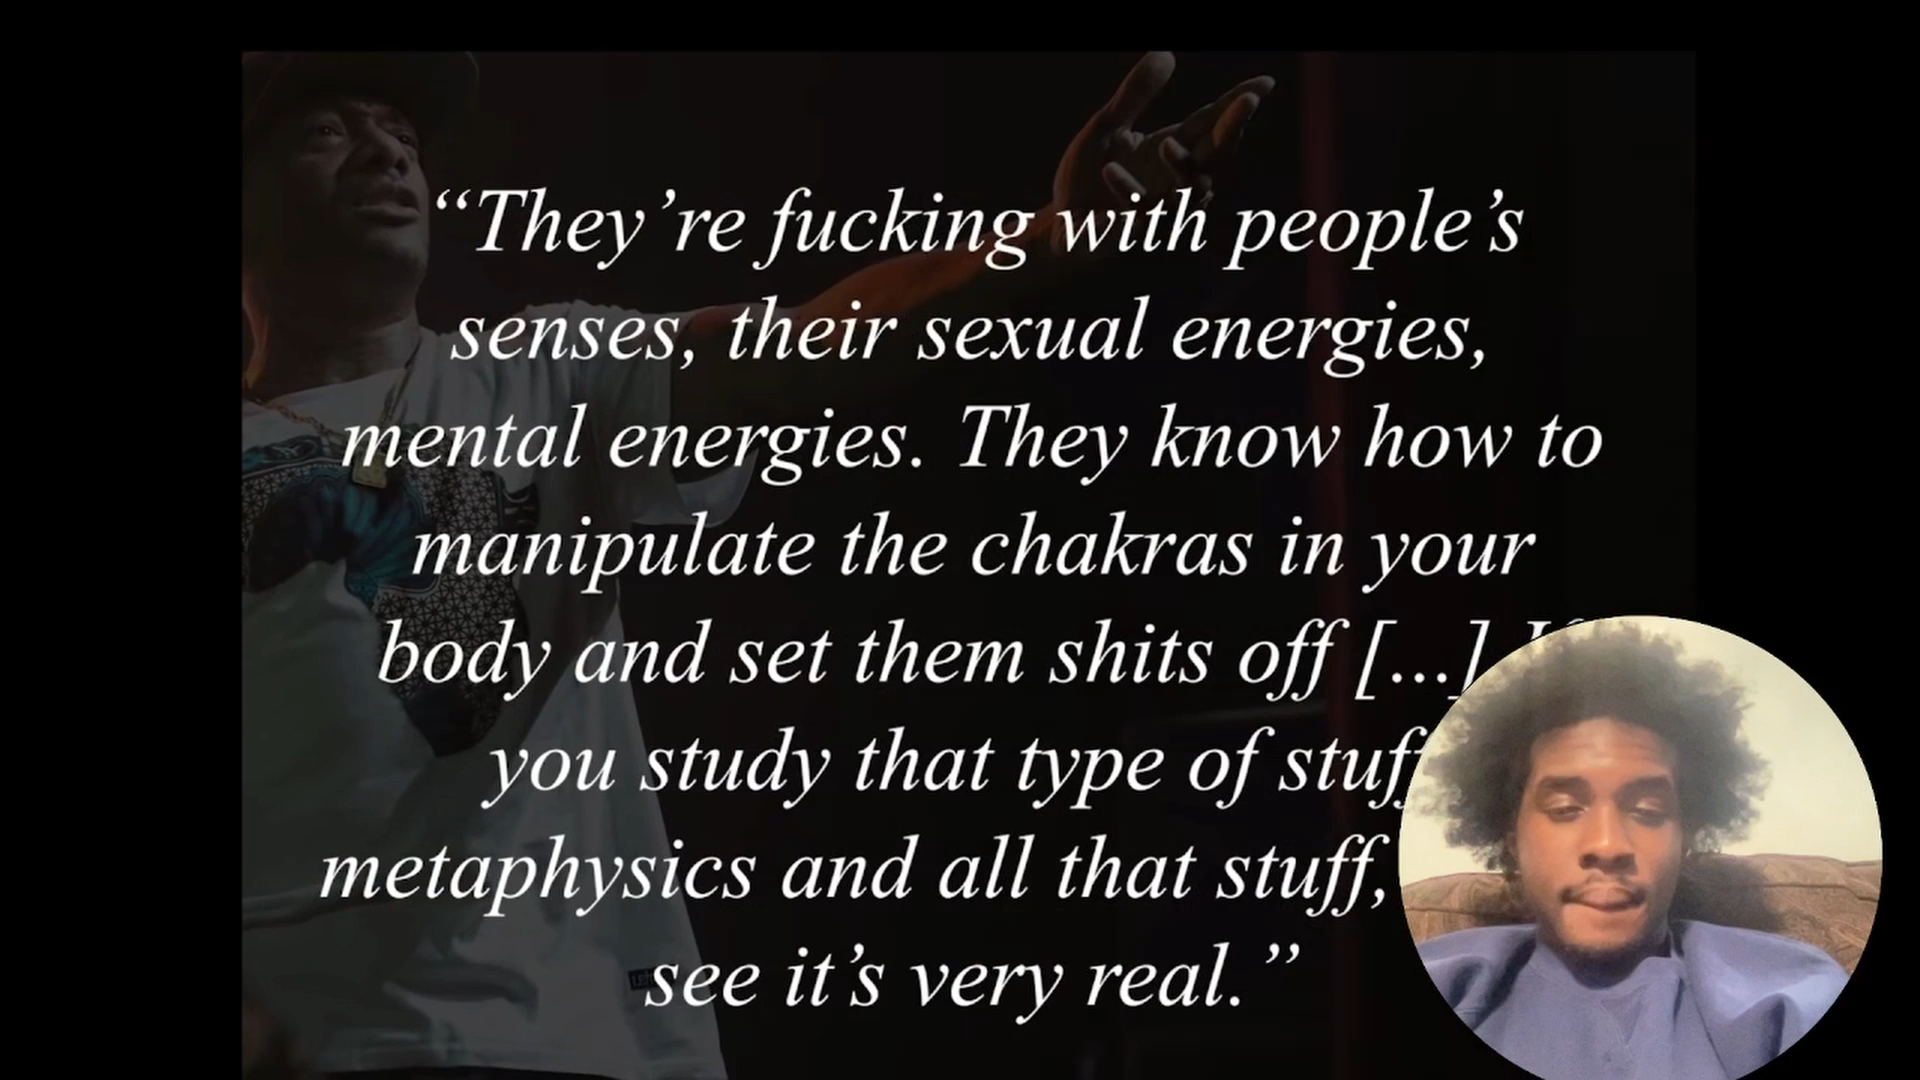 “They’re fucking with people’s
senses, their sexual energies,
mental energies. They know how to
manipulate the chakras in your
body and set them shits off [...]
you study that type of stuff
metaphysics and all that stuff,
see it’s very real.”